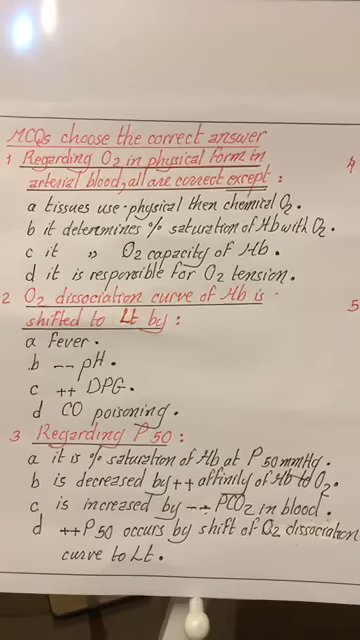 MCQs choose the correct answer
1 Regarding O2 in physical form in
arterial blood, all are correct except:
a tissues use physical then chemical O2.
b it determines % saturation of Hb with O2.
c it " O2 capacity of Hb.
d it is responsible for O2 tension.
2 O2 dissociation curve of Hb is
shifted to Lt by:
a Fever.
b -- pH.
c ++ DPG.
d CO poisoning.
3 Regarding P50:
a it is % saturation of Hb at P 50 mmHg.
b is decreased by ++ affinity of Hb to O2.
c is increased by -- PCO2 in blood.
d ++ P50 occurs by shift of O2 dissociation
curve to Lt.
5